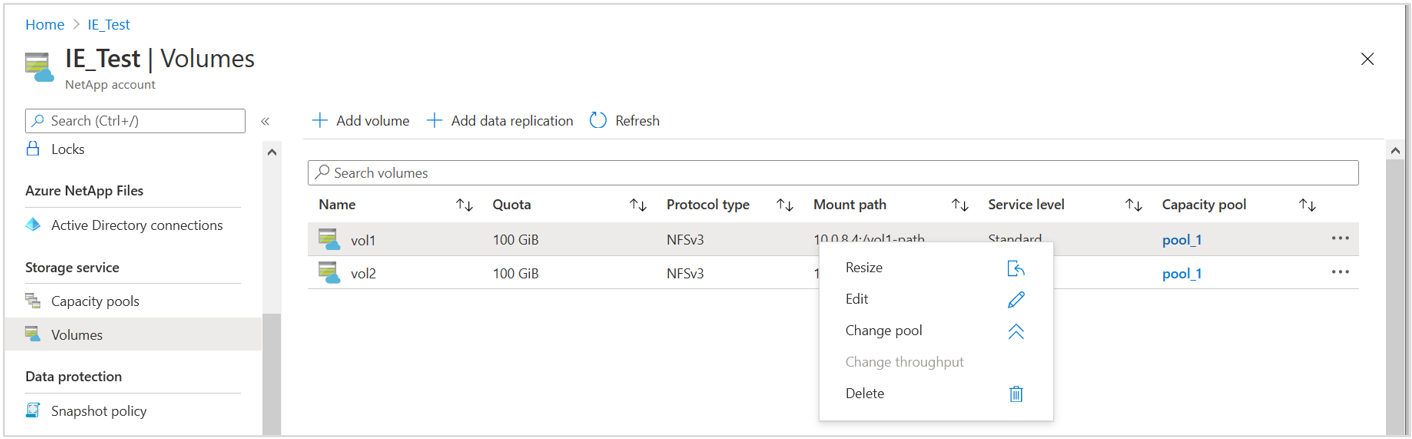 Home > IE_Test
IE_Test | Volumes
NetApp account
Search (Ctrl+/) «
Locks
Azure NetApp Files
Active Directory connections
Storage service
Capacity pools
Volumes
Data protection
Snapshot policy
+ Add volume + Add data replication Refresh
Search volumes
Name Quota Protocol type Mount path Service level Capacity pool
vol1 100 GiB NFSv3 10.0.8.4:/vol1-path Standard pool_1 ...
vol2 100 GiB NFSv3 1 pool_1 ...
Resize
Edit
Change pool
Change throughput
Delete